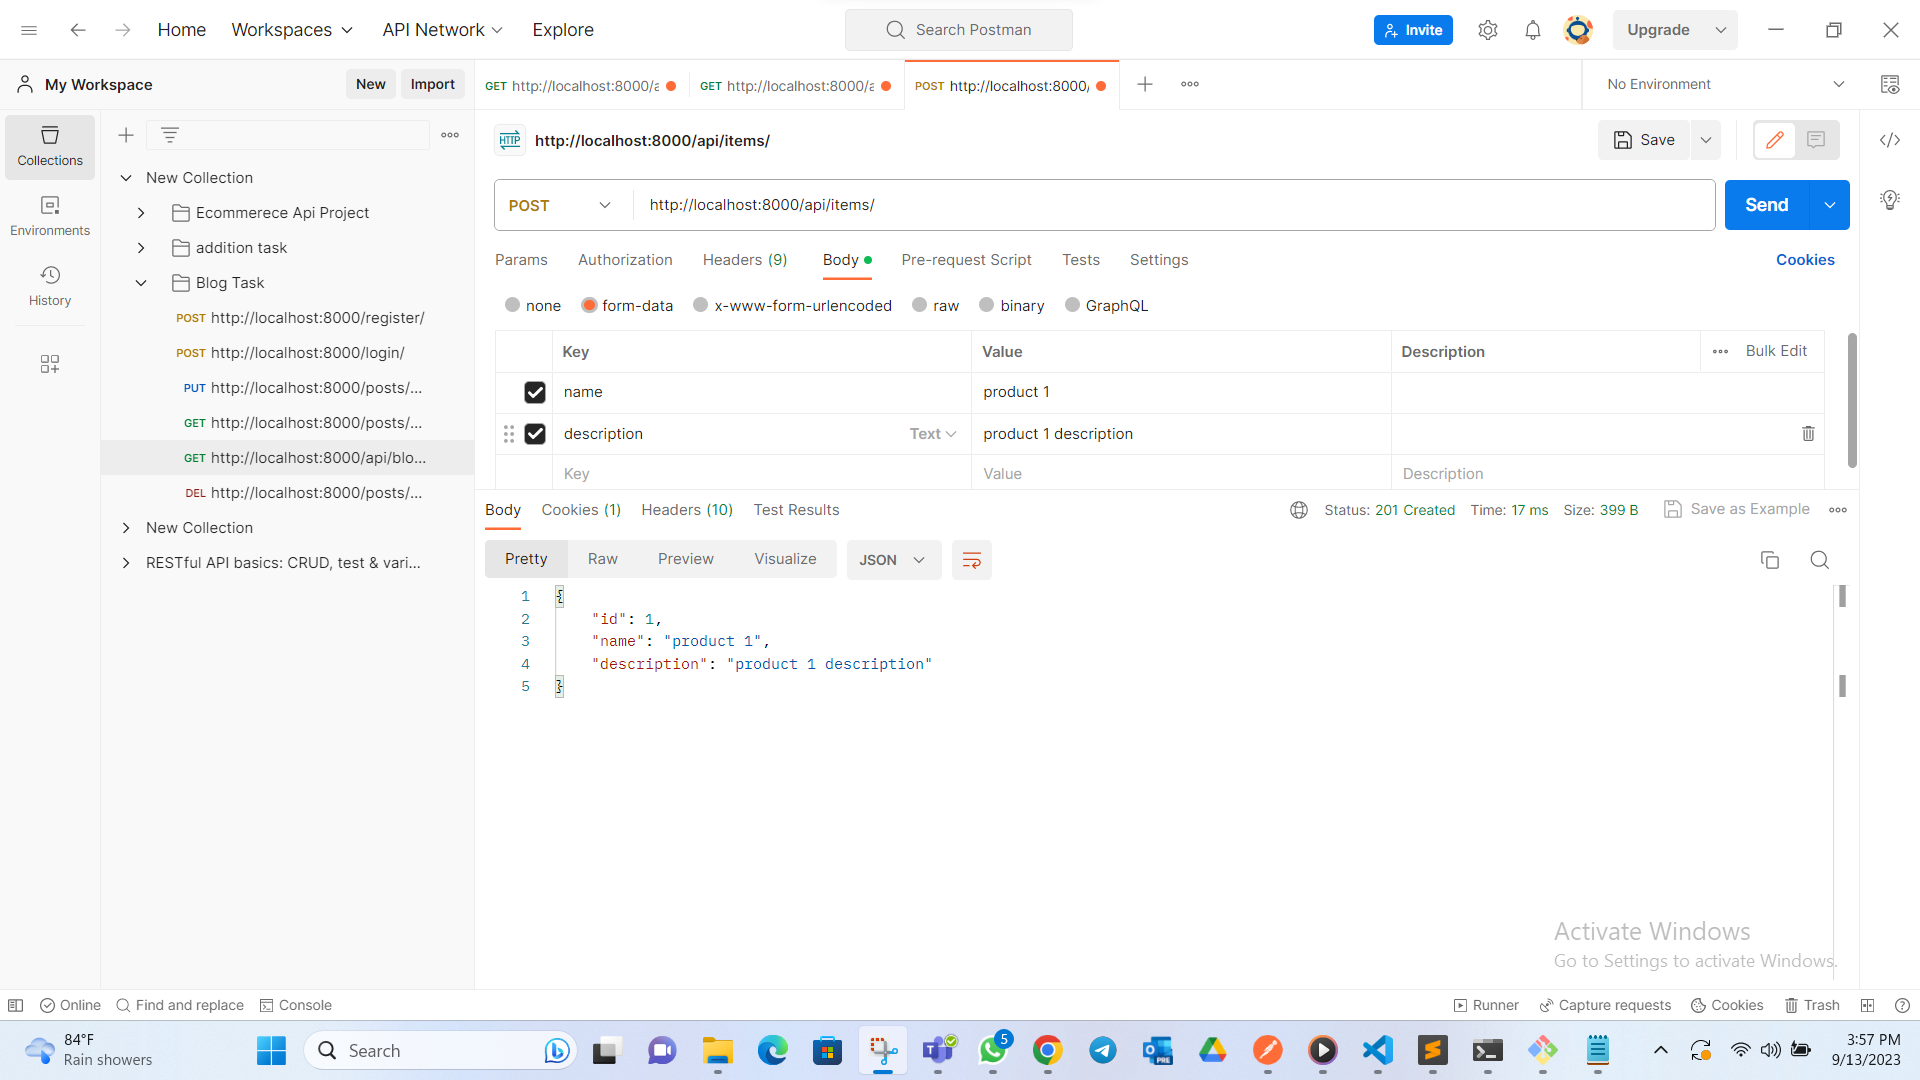 Home Workspaces API Network Explore Search Postman Invite Upgrade
My Workspace New Import GET http://localhost:8000/a GET http://localhost:8000/a POST http://localhost:8000/ No Environment
Collections
Environments
History
New Collection
Ecommerece Api Project
addition task
Blog Task
POST http://localhost:8000/register/
POST http://localhost:8000/login/
PUT http://localhost:8000/posts/...
GET http://localhost:8000/posts/...
GET http://localhost:8000/api/blo...
DEL http://localhost:8000/posts/...
New Collection
RESTful API basics: CRUD, test & vari...
HTTP http://localhost:8000/api/items/ Save
POST http://localhost:8000/api/items/ Send
Params Authorization Headers (9) Body Pre-request Script Tests Settings Cookies
none form-data x-www-form-urlencoded raw binary GraphQL
Key Value Description Bulk Edit
name product 1
description Text product 1 description
Key Value Description
Body Cookies (1) Headers (10) Test Results Status: 201 Created Time: 17 ms Size: 399 B Save as Example
Pretty Raw Preview Visualize JSON
1 {
2 "id": 1,
3 "name": "product 1",
4 "description": "product 1 description"
5 }
Activate Windows
Go to Settings to activate Windows.
Online Find and replace Console Runner Capture requests Cookies Trash
84°F
Rain showers
Search
5
PRE
3:57 PM
9/13/2023